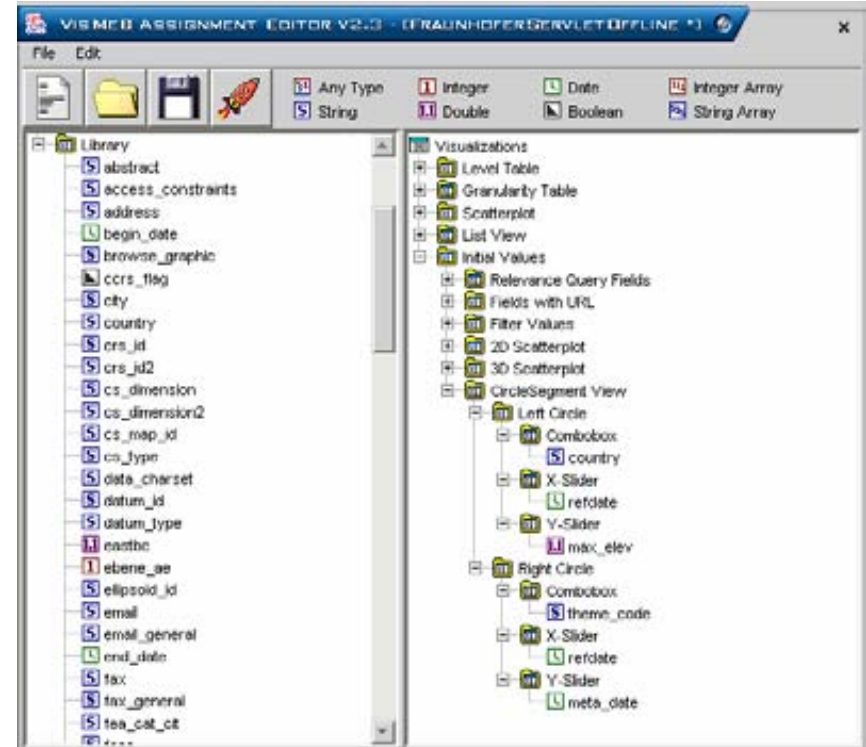 VisMeB Assignment Editor V2.3 - (FraunhoferServletOffline *)
File Edit
Any Type Integer Date Integer Array
String Double Boolean String Array
Library
abstract
access_constraints
address
begin_date
browse_graphic
ccrs_flag
city
country
crs_id
crs_id2
cs_dimension
cs_dimension2
cs_map_id
cs_type
data_charset
datum_id
datum_type
eastbc
ebene_ae
ellipsoid_id
email
email_general
end_date
fax
fax_general
fea_cat_cit
Visualizations
Level Table
Granularity Table
Scatterplot
List View
Initial Values
Relevance Query Fields
Fields with URL
Filter Values
2D Scatterplot
3D Scatterplot
CircleSegment View
Left Circle
Combobox
country
X-Slider
refdate
Y-Slider
max_elev
Right Circle
Combobox
theme_code
X-Slider
refdate
Y-Slider
meta_date